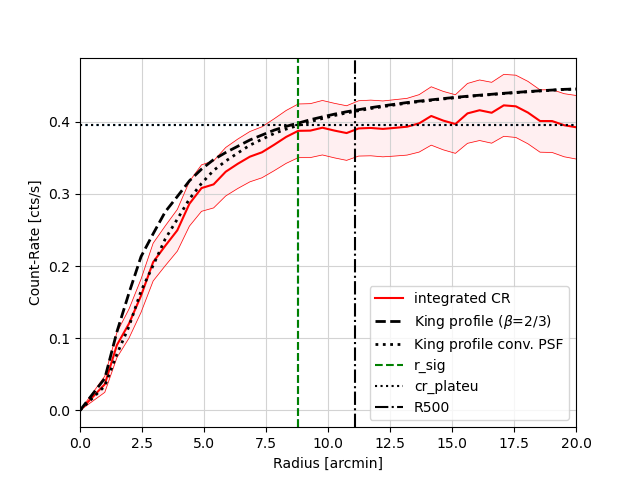 0.4
0.3
0.2
0.1
0.0
Count-Rate [cts/s]
integrated CR
King profile (β=2/3)
King profile conv. PSF
r_sig
cr_plateu
R500
0.0 2.5 5.0 7.5 10.0 12.5 15.0 17.5 20.0
Radius [arcmin]